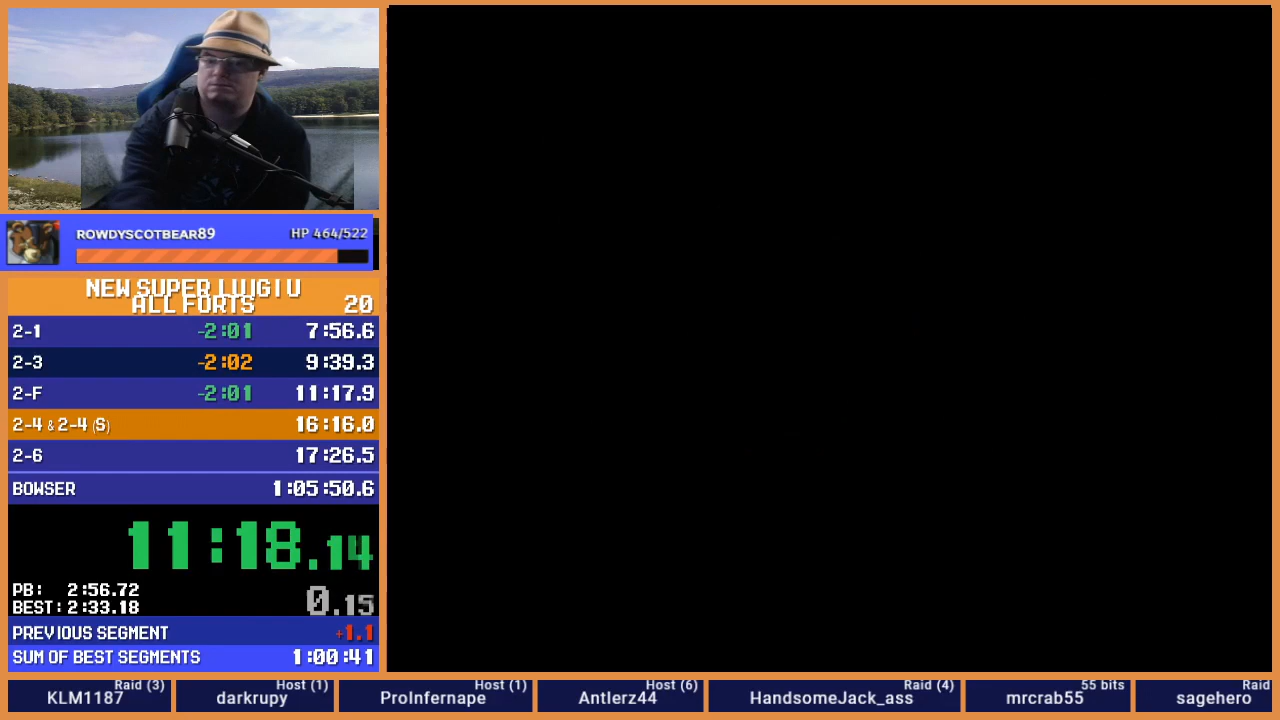 ROWDYSCOTBEAR89 HP 464/522
NEW SUPER LUIGI U
ALL FORTS 20
2-1 -2:01 7:56.6
2-3 -2:02 9:39.3
2-F -2:01 11:17.9
2-4 & 2-4 (S) 16:16.0
2-6 17:26.5
BOWSER 1:05:50.6
11:18.14
PB: 2:56.72
BEST: 2:33.18
0.15
PREVIOUS SEGMENT +1.1
SUM OF BEST SEGMENTS 1:00:41
Raid (3) Host (1) Host (1) Host (6) Raid (4) 55 bits Raid
KLM1187 darkrupy ProInfernape Antlerz44 HandsomeJack_ass mrcrab55 sagehero